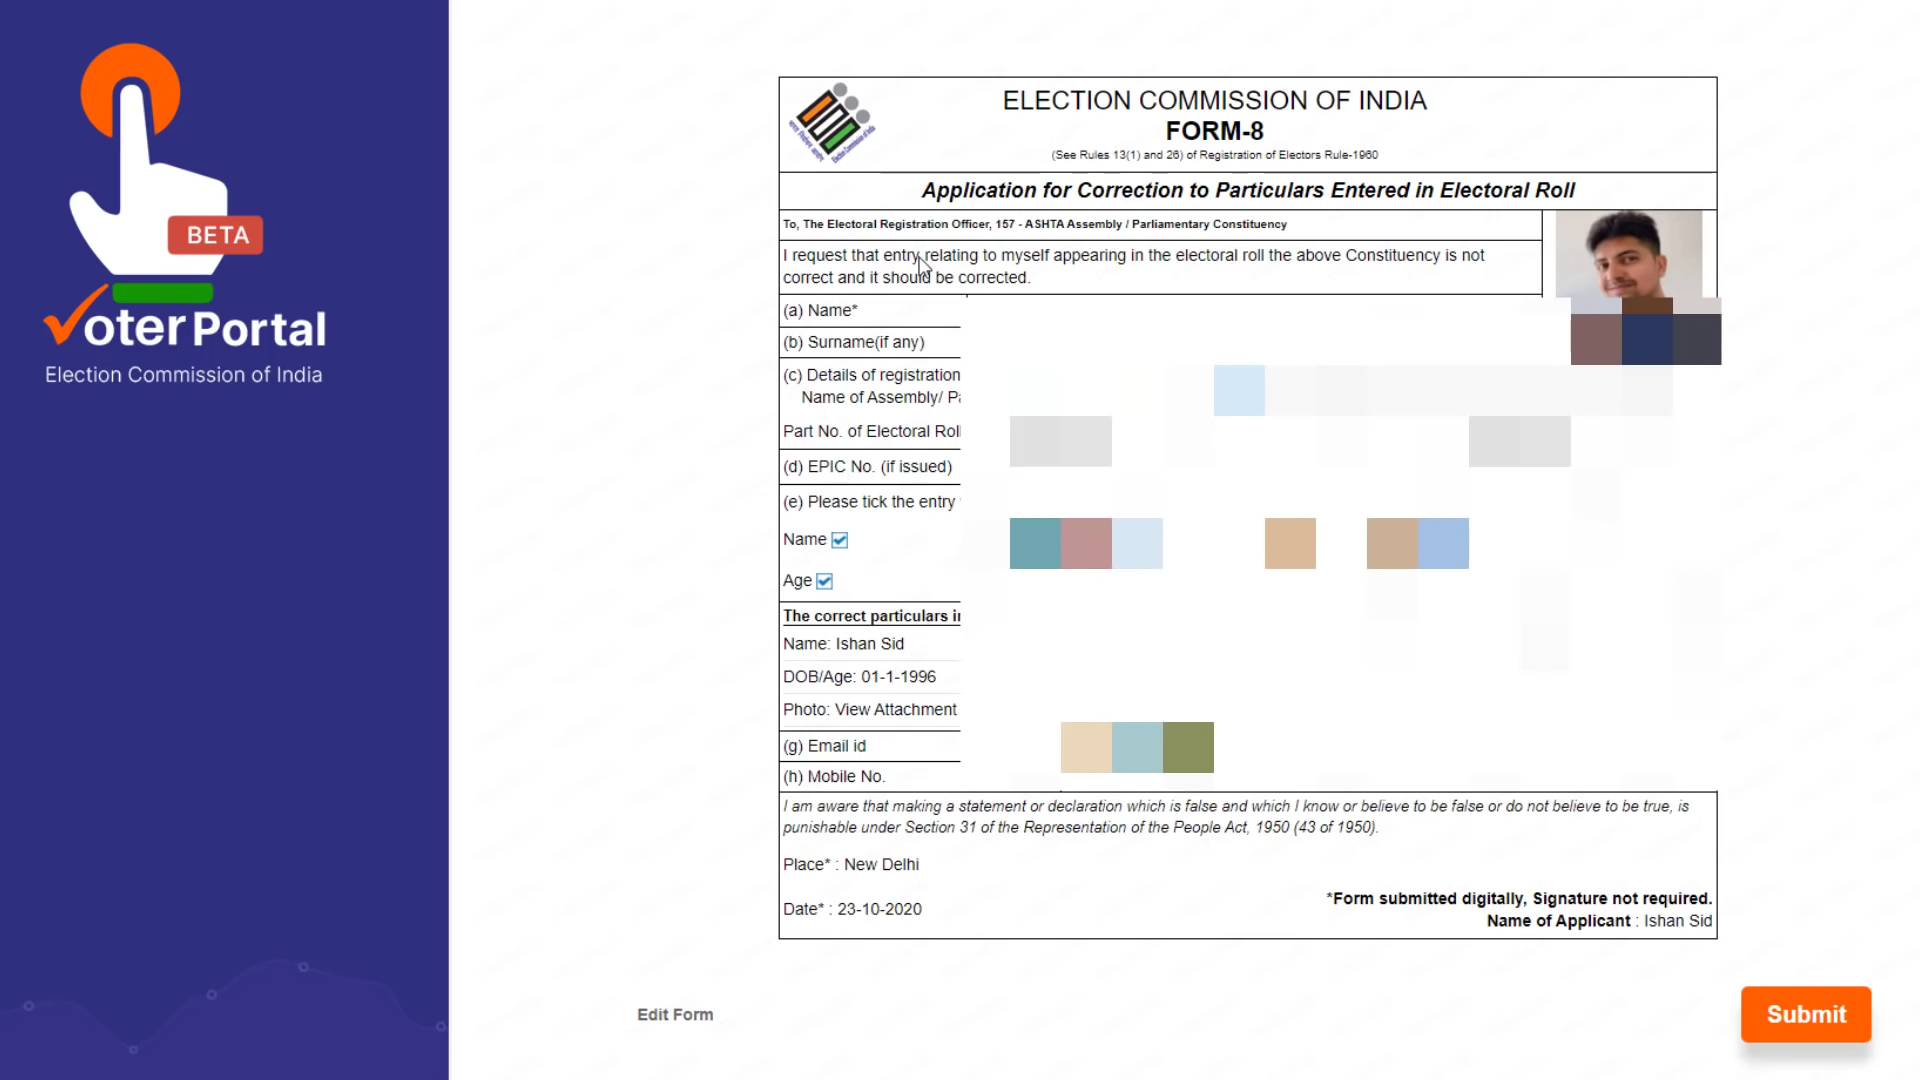 BETA
VoterPortal
Election Commission of India
ELECTION COMMISSION OF INDIA
FORM-8
(See Rules 13(1) and 26) of Registration of Electors Rule-1960
Application for Correction to Particulars Entered in Electoral Roll
To, The Electoral Registration Officer, 157 - ASHTA Assembly / Parliamentary Constituency
I request that entry relating to myself appearing in the electoral roll the above Constituency is not
correct and it should be corrected.
(a) Name*
(b) Surname(if any)
(c) Details of registration
Name of Assembly/
Part No. of Electoral Roll
(d) EPIC No. (if issued)
(e) Please tick the entry
Name
Age
The correct particulars
Name: Ishan Sid
DOB/Age: 01-1-1996
Photo: View Attachment
(g) Email id
(h) Mobile No.
I am aware that making a statement or declaration which is false and which I know or believe to be false or do not believe to be true, is
punishable under Section 31 of the Representation of the People Act, 1950 (43 of 1950).
Place* : New Delhi
Date* : 23-10-2020
*Form submitted digitally, Signature not required.
Name of Applicant : Ishan Sid
Edit Form
Submit